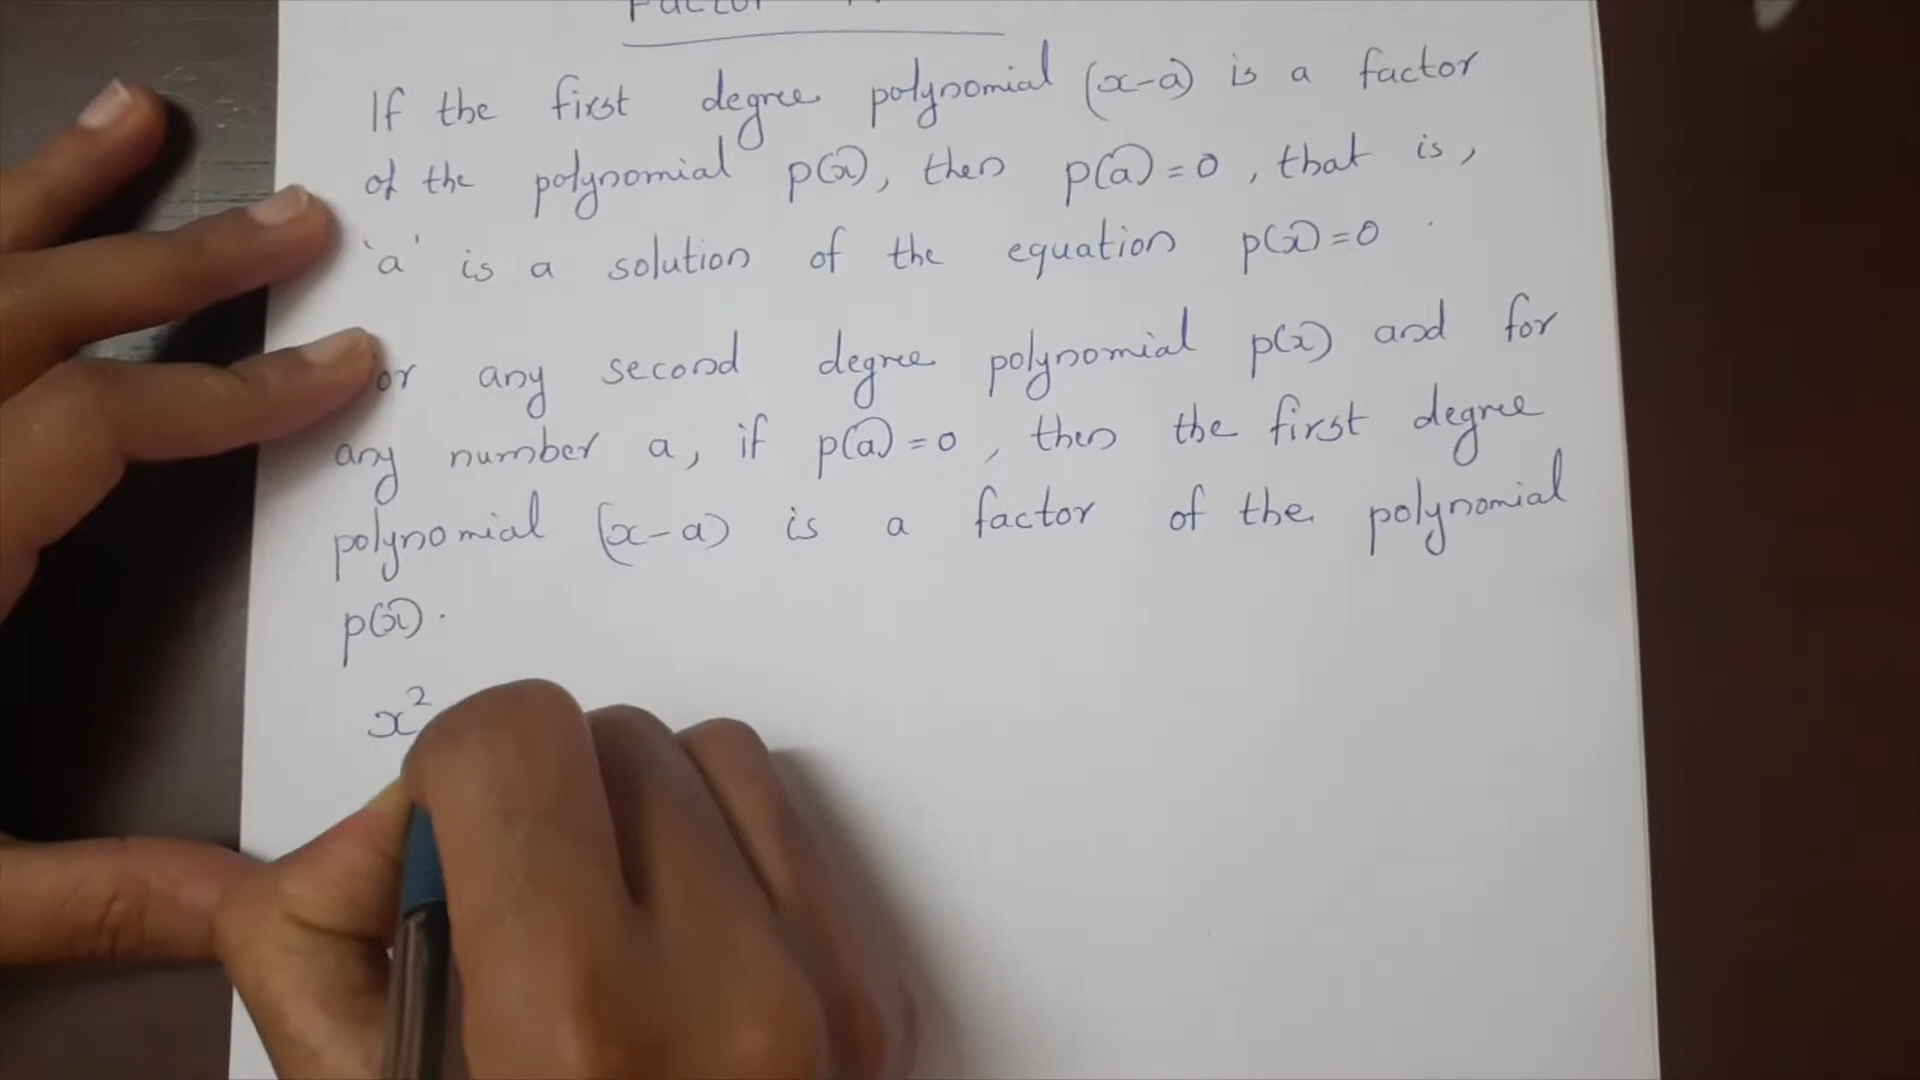 Factor
If the first degree polynomial (x-a) is a factor
of the polynomial p(x), then p(a)=0, that is,
'a' is a solution of the equation p(x)=0
or any second degree polynomial p(x) and for
any number a, if p(a)=0, then the first degree
polynomial (x-a) is a factor of the polynomial
p(x).
x²